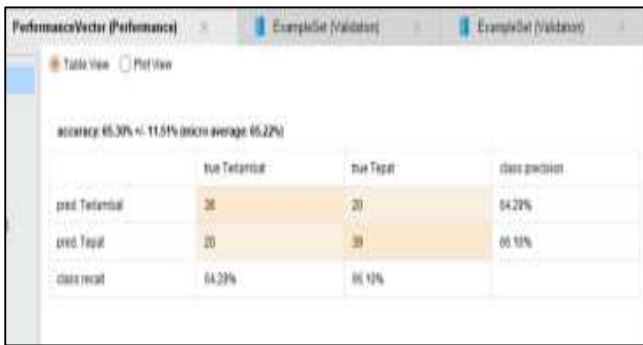 PerformanceVector (Performance) ExampleSet (Validation) ExampleSet (Validation)
Table View Plot View
accuracy: 65.30% +/- 11.51% (micro average: 65.22%)
true Terlambat true Tepat class precision
pred. Terlambat 36 20 64.29%
pred. Tepat 20 39 66.10%
class recall 64.29% 66.10%